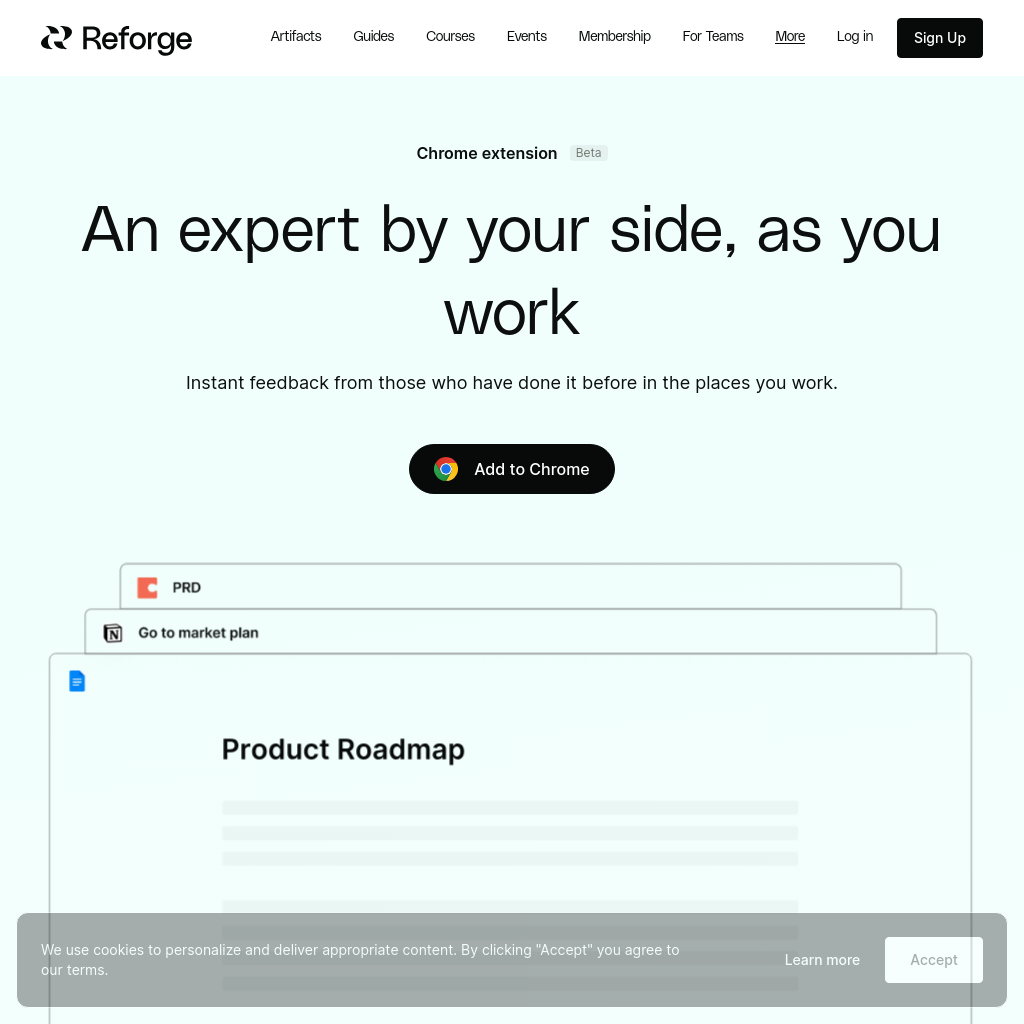 Reforge
Artifacts
Guides
Courses
Events
Membership
For Teams
More
Log in
Sign Up
Chrome extension
Beta
An expert by your side, as you
work
Instant feedback from those who have done it before in the places you work.
Add to Chrome
PRD
N
Go to market plan
Product Roadmap
We use cookies to personalize and deliver appropriate content. By clicking "Accept" you agree to
our terms.
Learn more
Accept